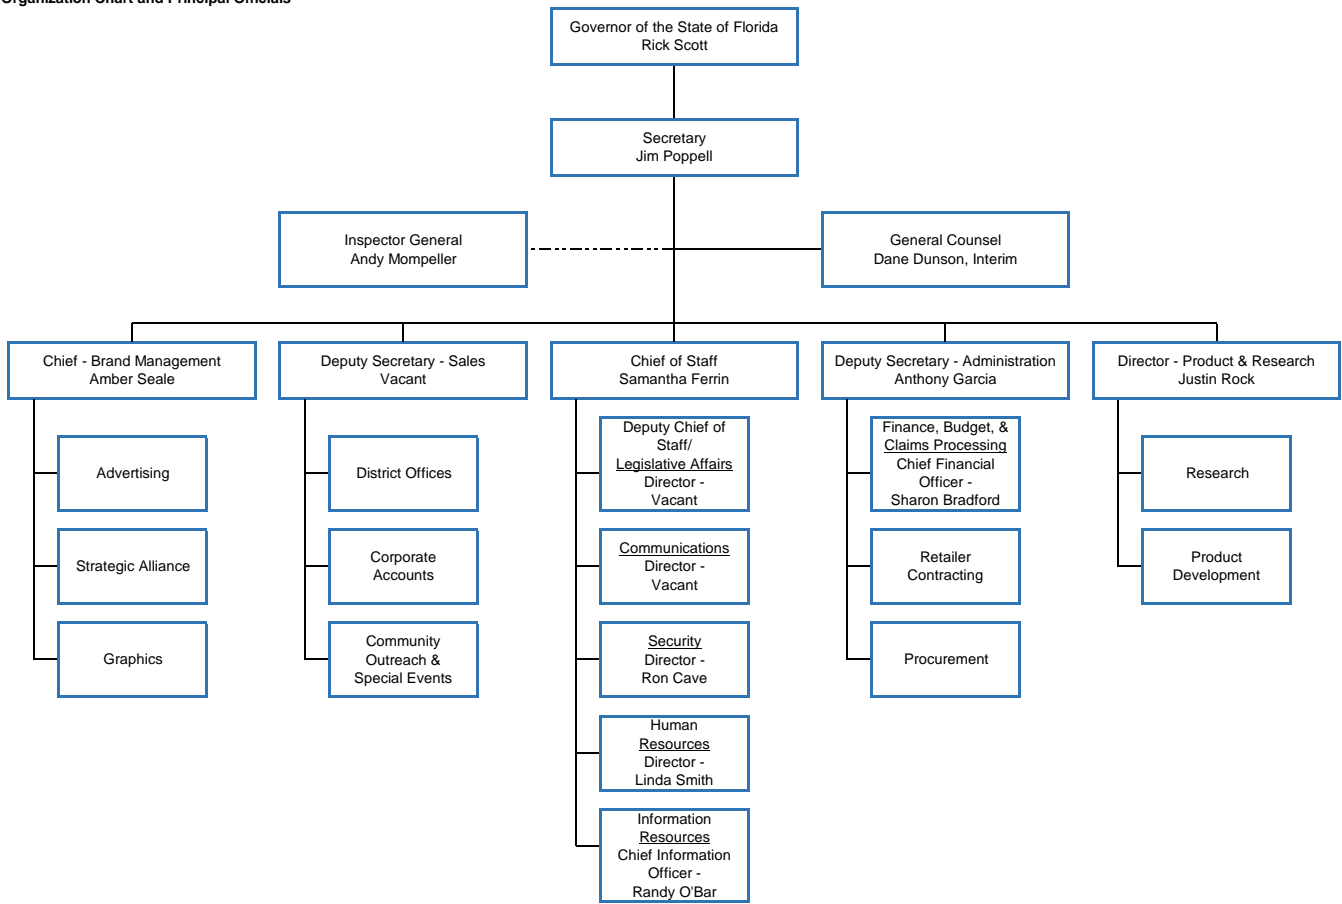 Organization Chart and Principal Officials
Governor of the State of Florida
Rick Scott
Secretary
Jim Poppell
Inspector General
Andy Mompeller
General Counsel
Dane Dunson, Interim
Chief - Brand Management
Amber Seale
Deputy Secretary - Sales
Vacant
Chief of Staff
Samantha Ferrin
Deputy Secretary - Administration
Anthony Garcia
Director - Product & Research
Justin Rock
Advertising
Strategic Alliance
Graphics
District Offices
Corporate
Accounts
Community
Outreach &
Special Events
Deputy Chief of
Staff/
Legislative Affairs
Director -
Vacant
Communications
Director -
Vacant
Security
Director -
Ron Cave
Human
Resources
Director -
Linda Smith
Information
Resources
Chief Information
Officer -
Randy O'Bar
Finance, Budget, &
Claims Processing
Chief Financial
Officer -
Sharon Bradford
Retailer
Contracting
Procurement
Research
Product
Development